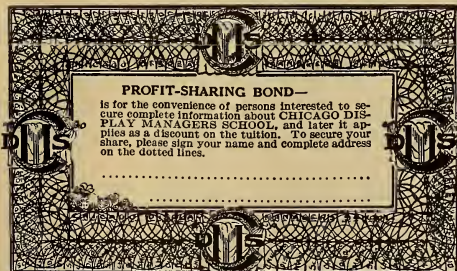 PROFIT-SHARING BOND—
is for the convenience of persons interested to se-
cure complete information about CHICAGO DIS-
PLAY MANAGERS SCHOOL, and later it ap-
plies as a discount on the tuition. To secure your
share, please sign your name and complete address
on the dotted lines.